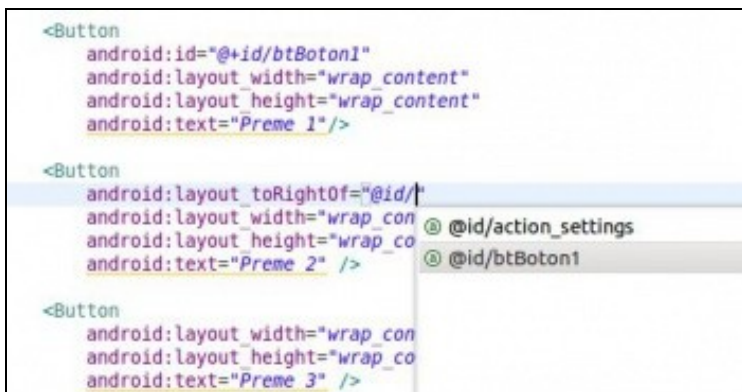 <Button
android:id="@+id/btBoton1"
android:layout_width="wrap_content"
android:layout_height="wrap_content"
android:text="Preme 1"/>
<Button
android:layout_toRightOf="@id/"
android:layout_width="wrap_con
android:layout_height="wrap_co
android:text="Preme 2" />
@id/action_settings
@id/btBoton1
<Button
android:layout_width="wrap_con
android:layout_height="wrap_co
android:text="Preme 3" />